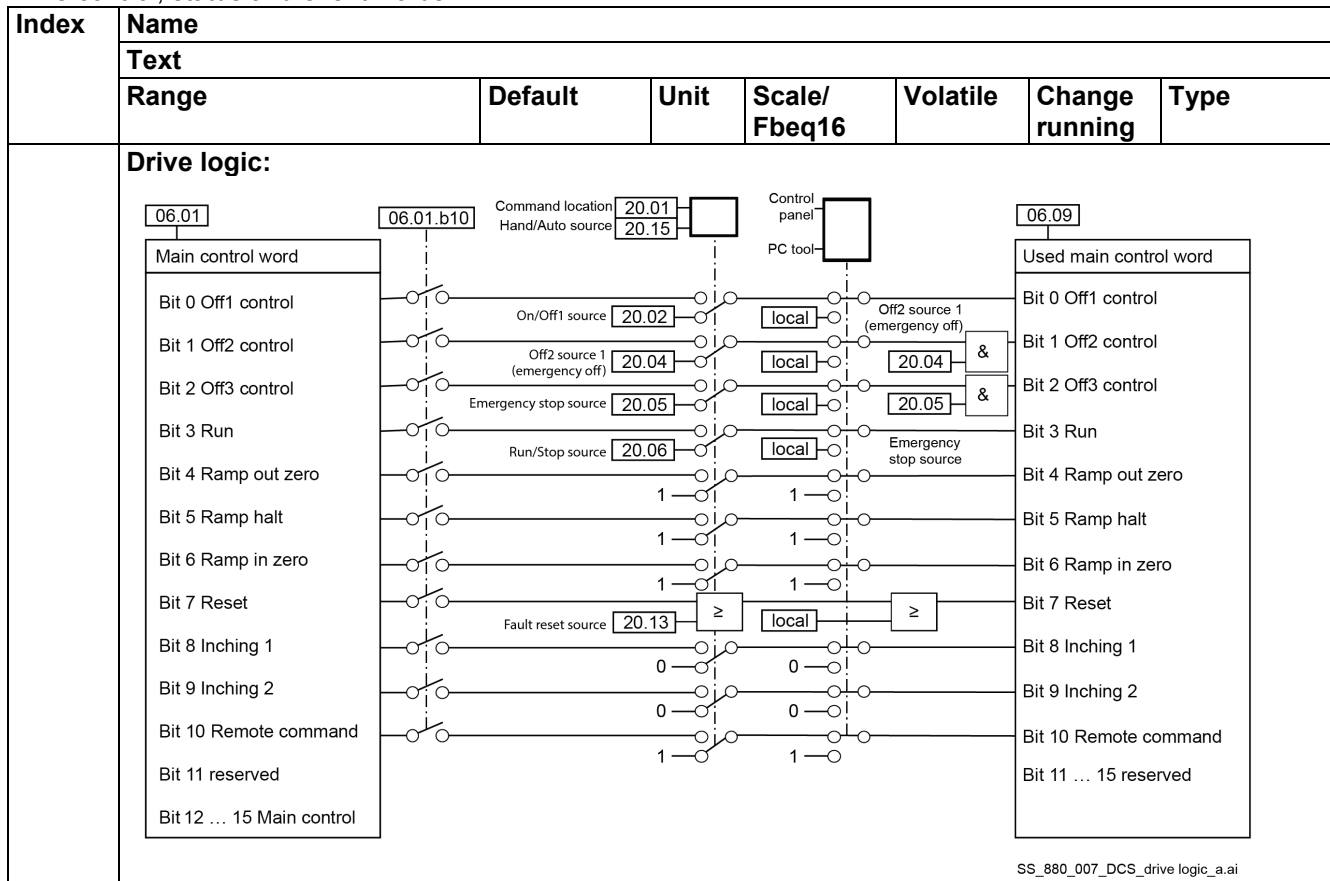 Index Name
Text
Range Default Unit Scale/ Volatile Change Type
Fbeq16 running
Drive logic:
06.01 06.01.b10 Command location 20.01 Control 06.09
Hand/Auto source 20.15 panel
PC tool
Main control word Used main control word
Bit 0 Off1 control Bit 0 Off1 control
On/Off1 source 20.02 local Off2 source 1
(emergency off)
Bit 1 Off2 control & Bit 1 Off2 control
Off2 source 1 20.04 local 20.04
(emergency off)
Bit 2 Off3 control & Bit 2 Off3 control
Emergency stop source 20.05 local 20.05
Bit 3 Run Bit 3 Run
Run/Stop source 20.06 local Emergency
stop source
Bit 4 Ramp out zero Bit 4 Ramp out zero
1 1
Bit 5 Ramp halt Bit 5 Ramp halt
1 1
Bit 6 Ramp in zero Bit 6 Ramp in zero
1 1
Bit 7 Reset ≥ ≥ Bit 7 Reset
Fault reset source 20.13 local
Bit 8 Inching 1 Bit 8 Inching 1
0 0
Bit 9 Inching 2 Bit 9 Inching 2
0 0
Bit 10 Remote command Bit 10 Remote command
1 1
Bit 11 reserved Bit 11 … 15 reserved
Bit 12 … 15 Main control
SS_880_007_DCS_drive logic_a.ai